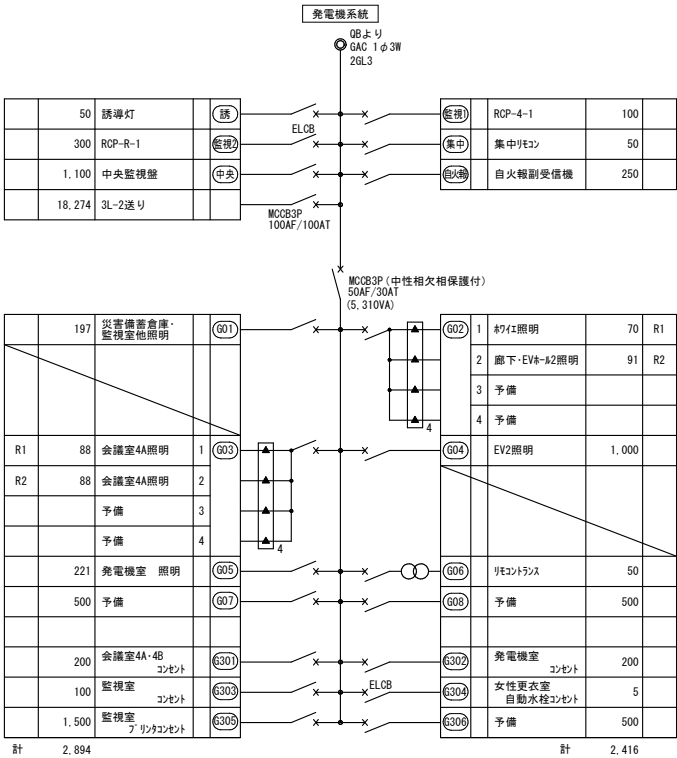 発電機系統
QBより
GAC 1φ3W
2GL3
50 誘導灯 誘
ELCB
300 RCP-R-1 監視2
1,100 中央監視盤 中央
18,274 3L-2送り
MCCB3P
100AF/100AT
監視1 RCP-4-1 100
集中 集中リモコン 50
自火報 自火報副受信機 250
MCCB3P(中性相欠相保護付)
50AF/30AT
(5,310VA)
197 災害備蓄倉庫・
監視室他照明 G01
G02 1 ホワイエ照明 70 R1
2 廊下・EVホール2照明 91 R2
3 予備
4 予備
4
R1 88 会議室4A照明 1 G03
R2 88 会議室4A照明 2
予備 3
予備 4
4
G04 EV2照明 1,000
221 発電機室 照明 G05
G06 リモコントランス 50
500 予備 G07
G08 予備 500
200 会議室4A・4B
コンセント G301
G302 発電機室
コンセント 200
100 監視室
コンセント G303
ELCB
G304 女性更衣室
自動水栓コンセント 5
1,500 監視室
プリンタコンセント G305
G306 予備 500
計 2,894
計 2,416